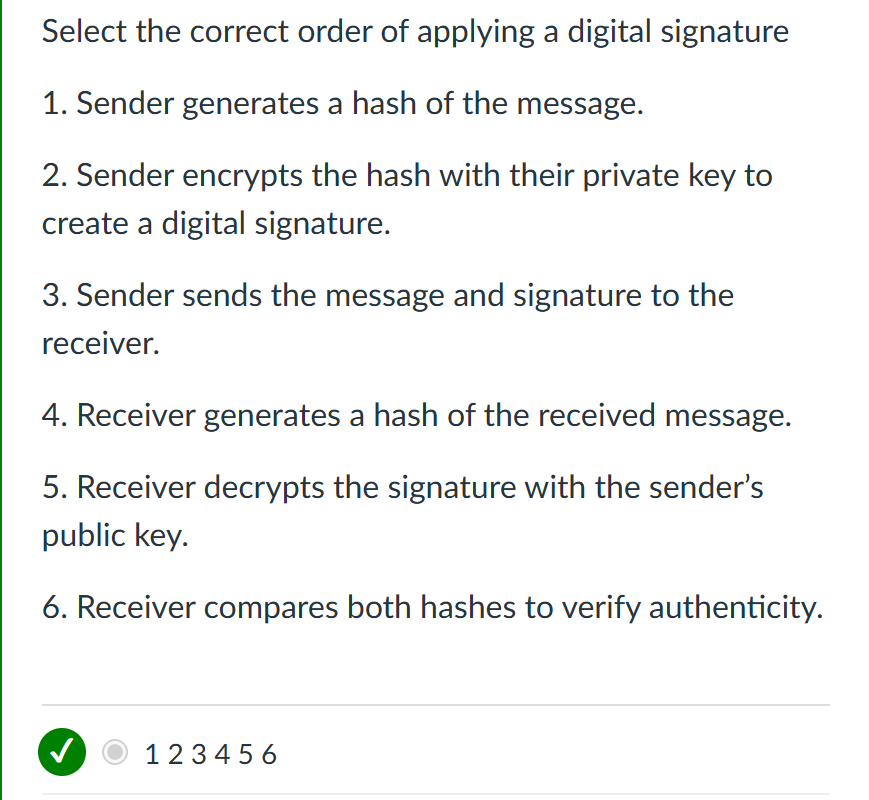 Select the correct order of applying a digital signature
1. Sender generates a hash of the message.
2. Sender encrypts the hash with their private key to
create a digital signature.
3. Sender sends the message and signature to the
receiver.
4. Receiver generates a hash of the received message.
5. Receiver decrypts the signature with the sender’s
public key.
6. Receiver compares both hashes to verify authenticity.
1 2 3 4 5 6